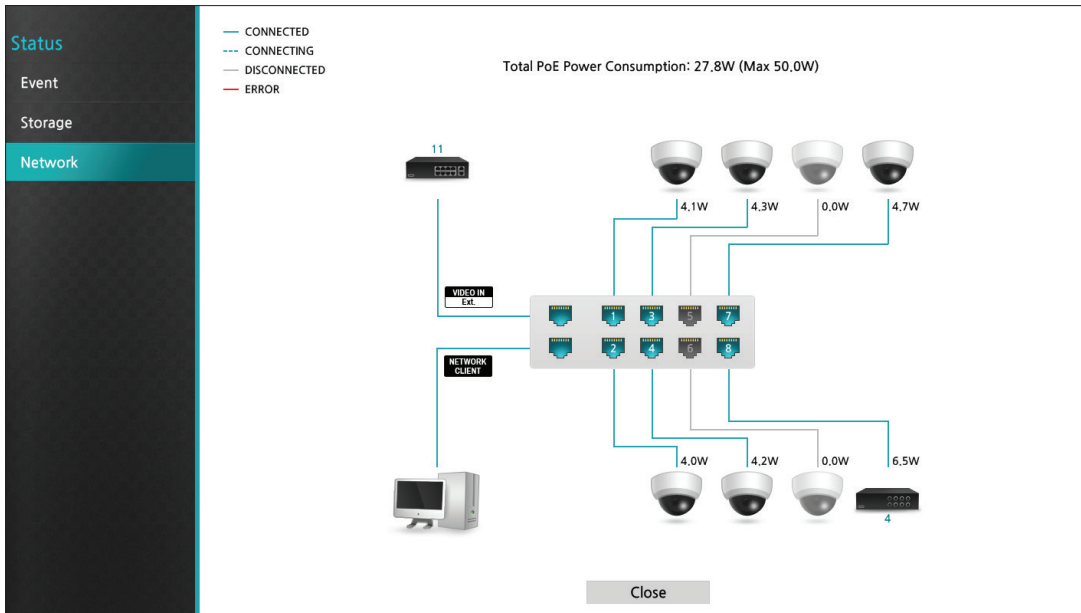 Status
Event
Storage
Network
CONNECTED
CONNECTING
DISCONNECTED
ERROR
Total PoE Power Consumption: 27.8W (Max 50.0W)
11
4.1W 4.3W 0.0W 4.7W
VIDEO IN
Ext.
1 3 5 7
2 4 6 8
NETWORK
CLIENT
4.0W 4.2W 0.0W 6.5W
4
Close